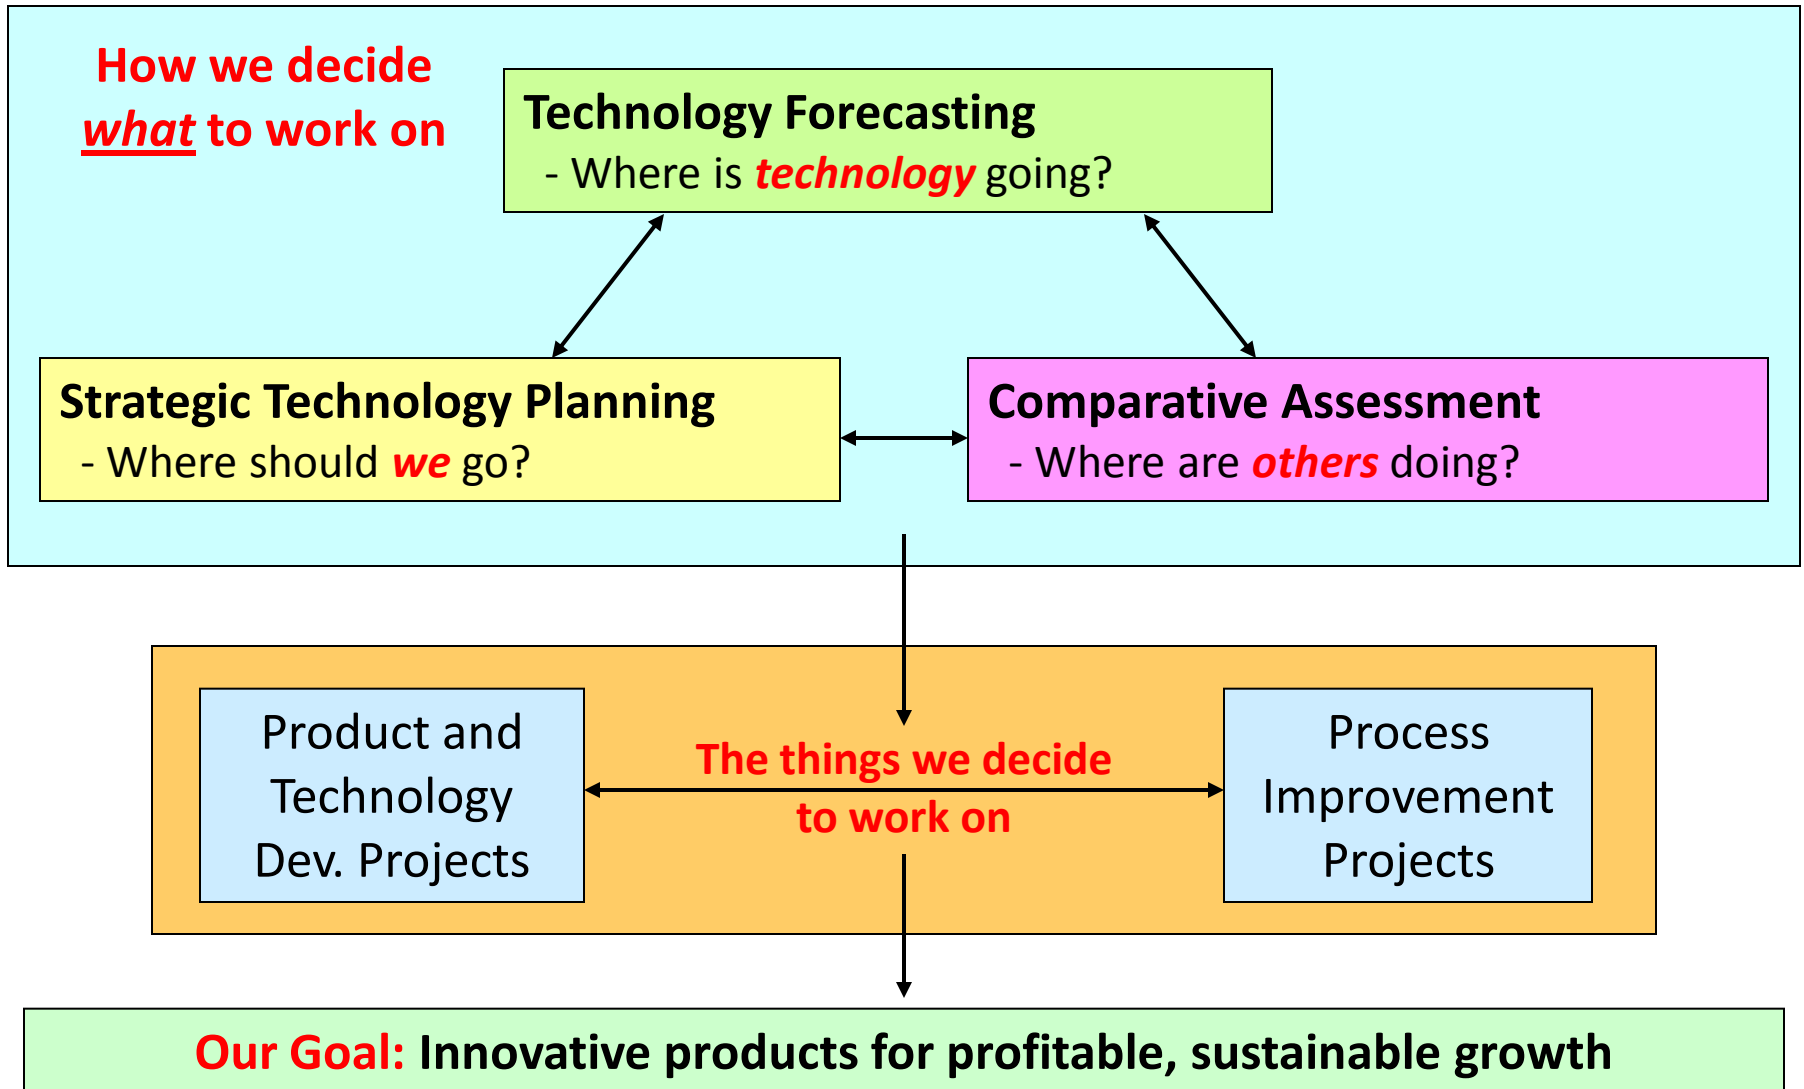 How we decide
what to work on
Technology Forecasting
- Where is technology going?
Strategic Technology Planning
- Where should we go?
Comparative Assessment
- Where are others doing?
Product and
Technology
Dev. Projects
The things we decide
to work on
Process
Improvement
Projects
Our Goal: Innovative products for profitable, sustainable growth